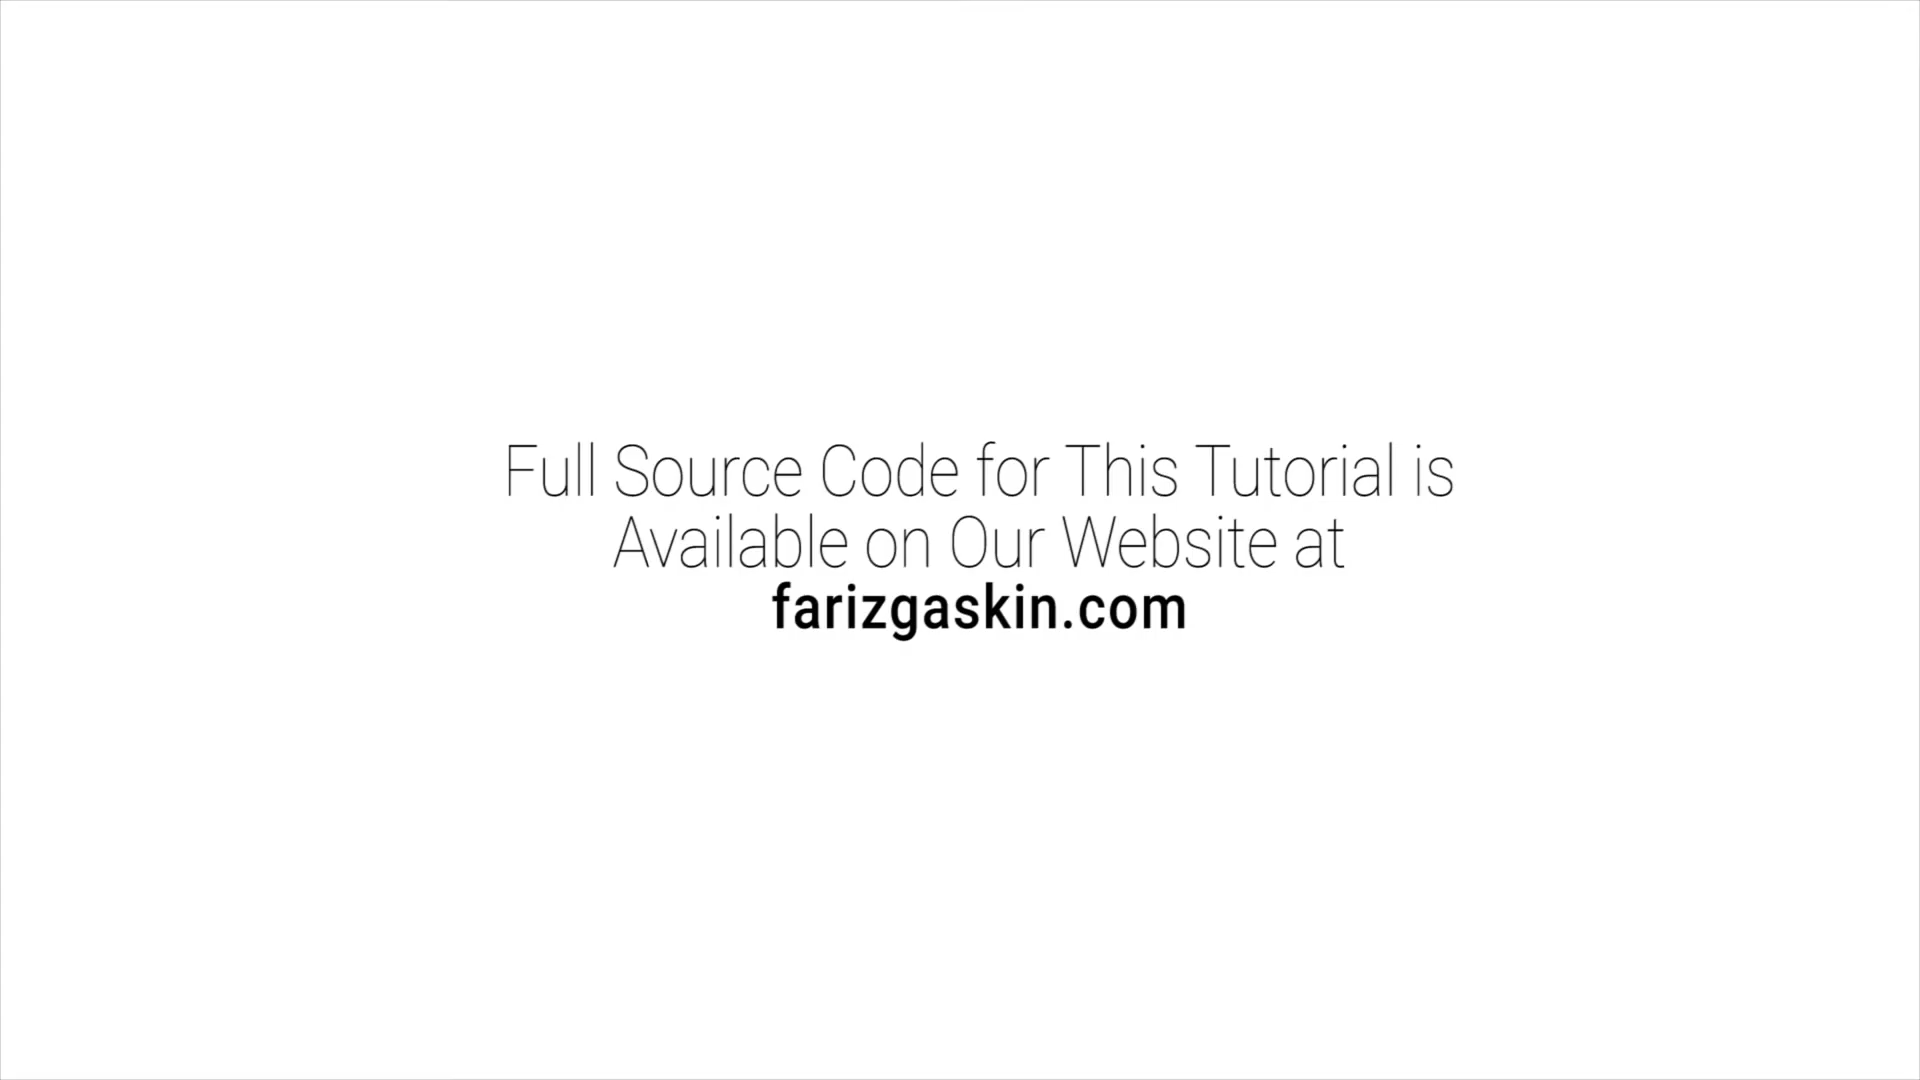 Full Source Code for This Tutorial is
Available on Our Website at
farizgaskin.com